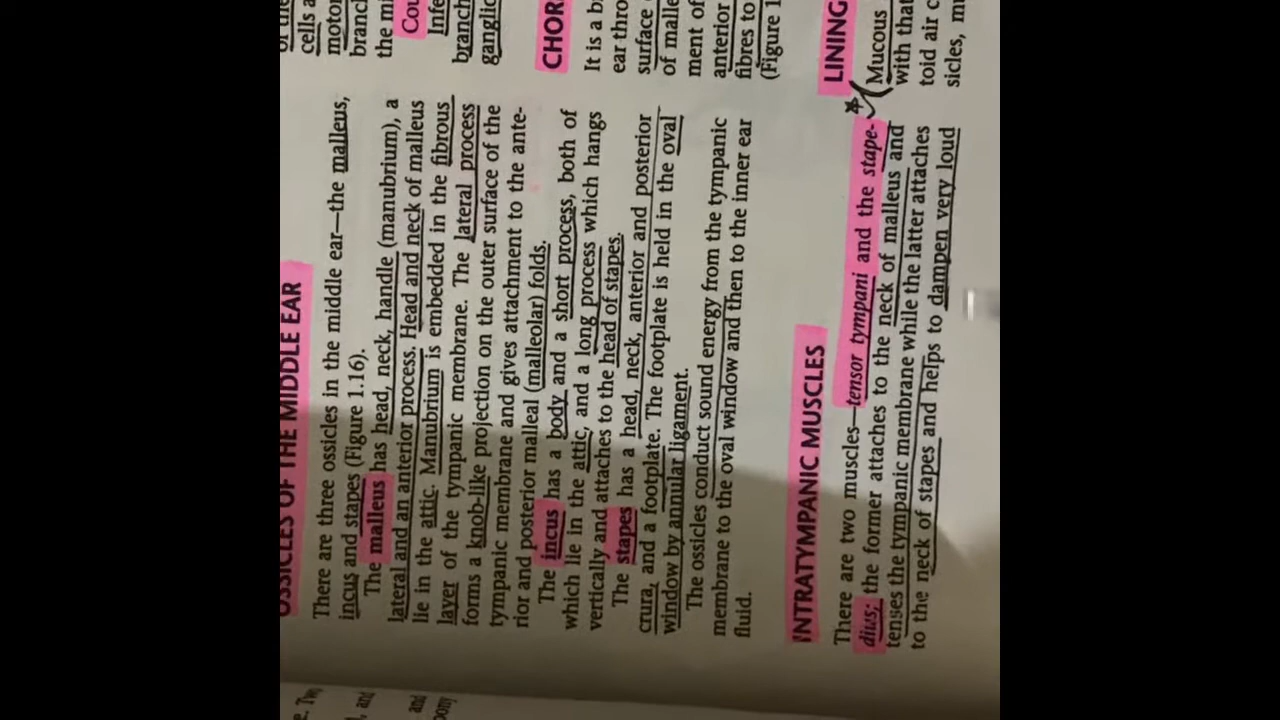 OSSICLES OF THE MIDDLE EAR
There are three ossicles in the middle ear—the malleus,
incus and stapes (Figure 1.16).
The malleus has head, neck, handle (manubrium), a
lateral and an anterior process. Head and neck of malleus
lie in the attic. Manubrium is embedded in the fibrous
layer of the tympanic membrane. The lateral process
forms a knob-like projection on the outer surface of the
tympanic membrane and gives attachment to the ante-
rior and posterior malleal (malleolar) folds.
The incus has a body and a short process, both of
which lie in the attic, and a long process which hangs
vertically and attaches to the head of stapes.
The stapes has a head, neck, anterior and posterior
crura, and a footplate. The footplate is held in the oval
window by annular ligament.
The ossicles conduct sound energy from the tympanic
membrane to the oval window and then to the inner ear
fluid.
INTRATYMPANIC MUSCLES
There are two muscles—tensor tympani and the stape-
dius; the former attaches to the neck of malleus and
tenses the tympanic membrane while the latter attaches
to the neck of stapes and helps to dampen very loud
of the
cells a
motor
branch
the mi
Cou
Infe
branch
ganglio
CHOR
It is a b
ear thro
surface
of malle
ment of
anterior
fibres to
(Figure 1
LINING
Mucous
with that
toid air c
sicles, mu
e. Two
, and
and
bony